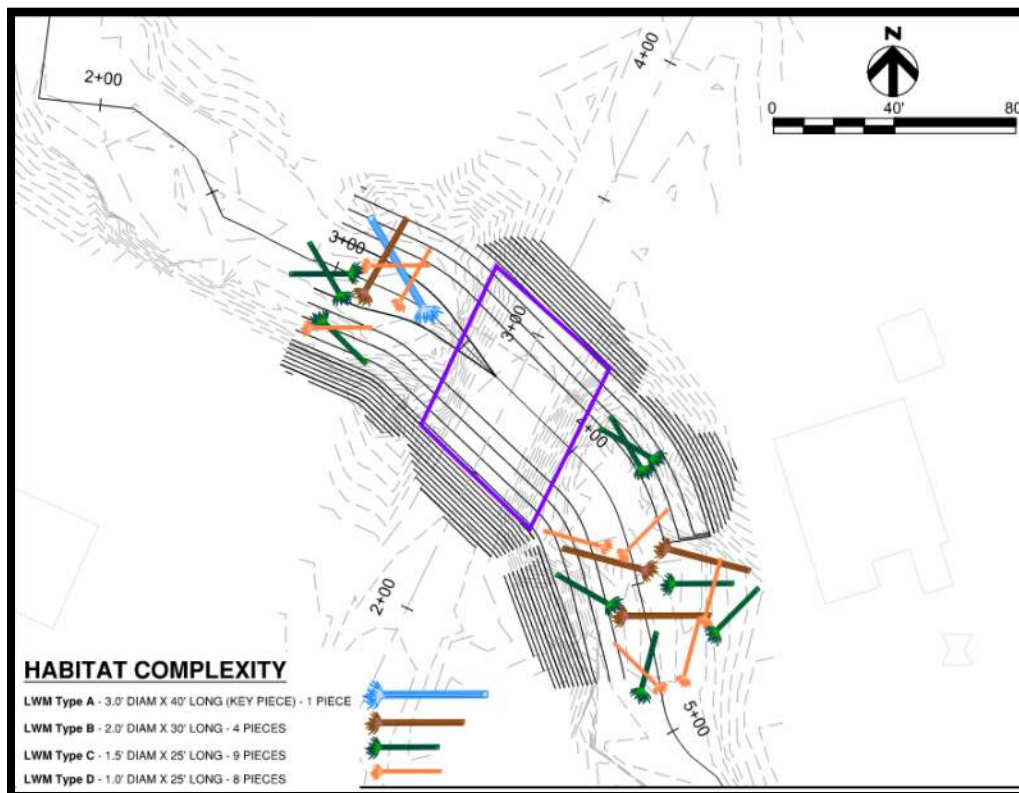 2+00
4+00
N
0 40' 80
3+00
3+00
4+00
2+00
5+00
HABITAT COMPLEXITY
LWM Type A - 3.0' DIAM X 40' LONG (KEY PIECE) - 1 PIECE
LWM Type B - 2.0' DIAM X 30' LONG - 4 PIECES
LWM Type C - 1.5' DIAM X 25' LONG - 9 PIECES
LWM Type D - 1.0' DIAM X 25' LONG - 8 PIECES